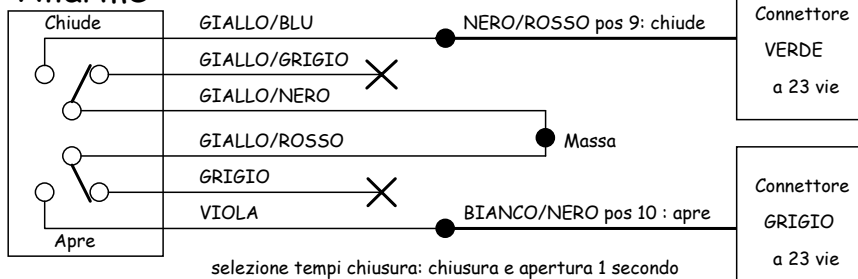 Chiude
GIALLO/BLU
NERO/ROSSO pos 9: chiude
Connettore
VERDE
a 23 vie
GIALLO/GRIGIO
GIALLO/NERO
GIALLO/ROSSO
Massa
GRIGIO
VIOLA
BIANCO/NERO pos 10 : apre
Connettore
GRIGIO
a 23 vie
Apre
selezione tempi chiusura: chiusura e apertura 1 secondo